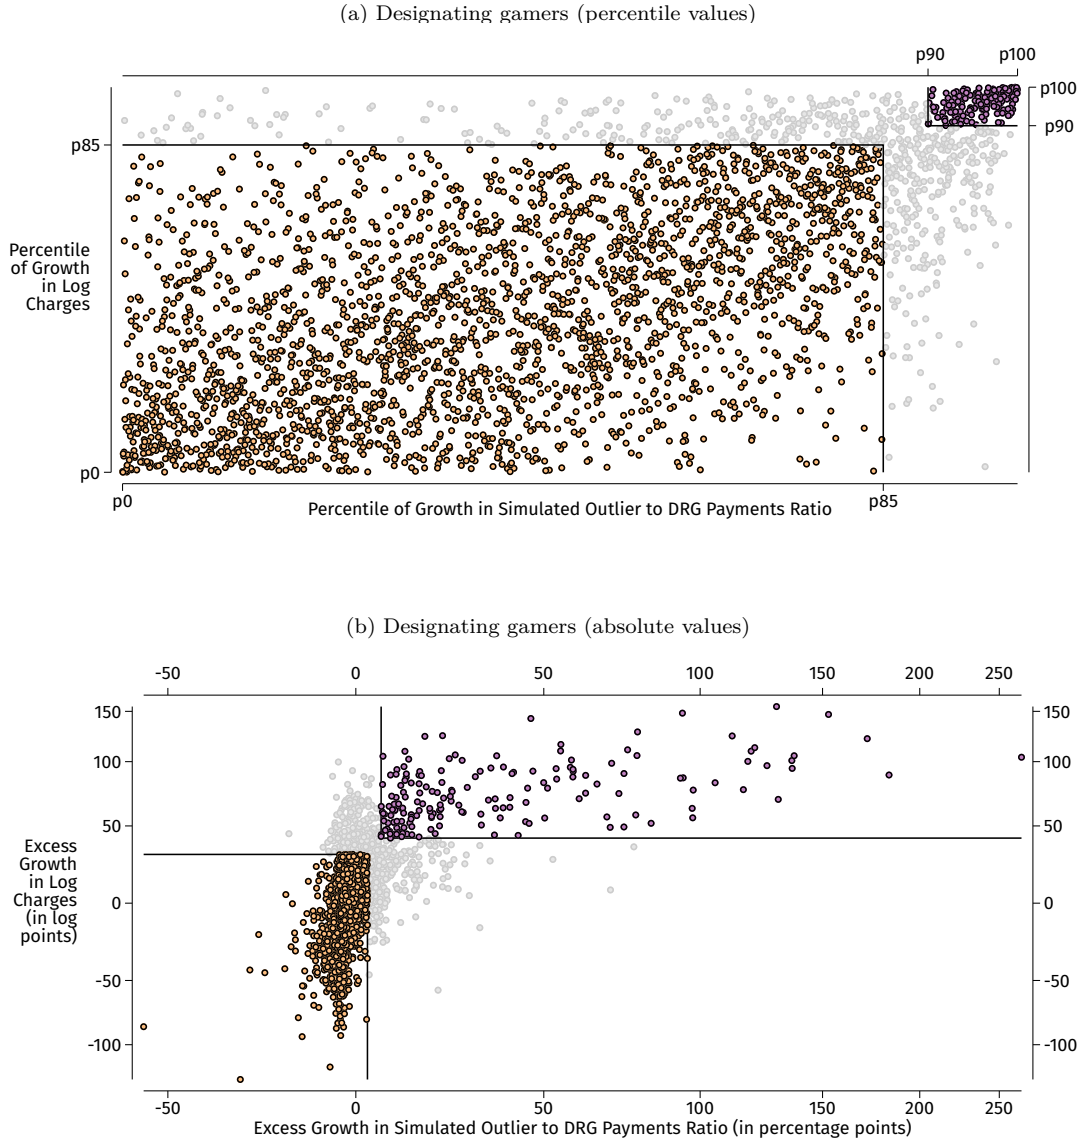 (a) Designating gamers (percentile values)
p90 p100
p100
p90
p85
Percentile
of Growth
in Log
Charges
p0
p0 p85
Percentile of Growth in Simulated Outlier to DRG Payments Ratio
(b) Designating gamers (absolute values)
-50 0 50 100 150 200 250
150 150
100 100
50 50
Excess
Growth
in Log
Charges
(in log
points)
0 0
-50 -50
-100 -100
-50 0 50 100 150 200 250
Excess Growth in Simulated Outlier to DRG Payments Ratio (in percentage points)